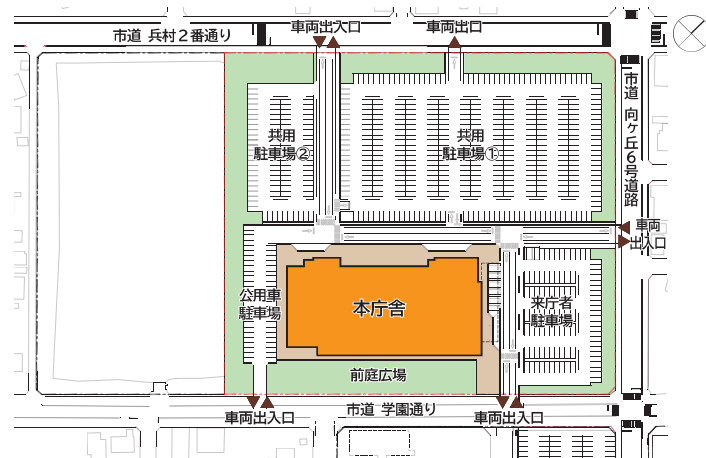 車両出入口
車両出口
市道 兵村２番通り
市道 向ヶ丘６号道路
共用
駐車場②
共用
駐車場①
車両
出入口
公用車
駐車場
本庁舎
来庁者
駐車場
前庭広場
市道 学園通り
車両出入口
車両出入口